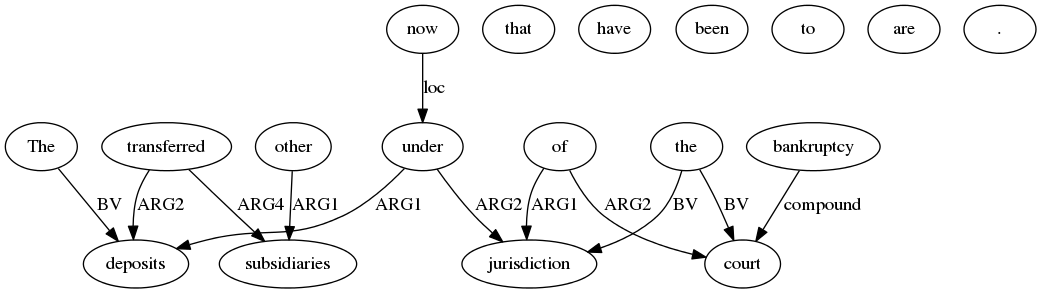 now that have been to are .
loc
The transferred other under of the bankruptcy
BV ARG2 ARG4 ARG1 ARG1 ARG2 ARG1 ARG2 BV BV compound
deposits subsidiaries jurisdiction court